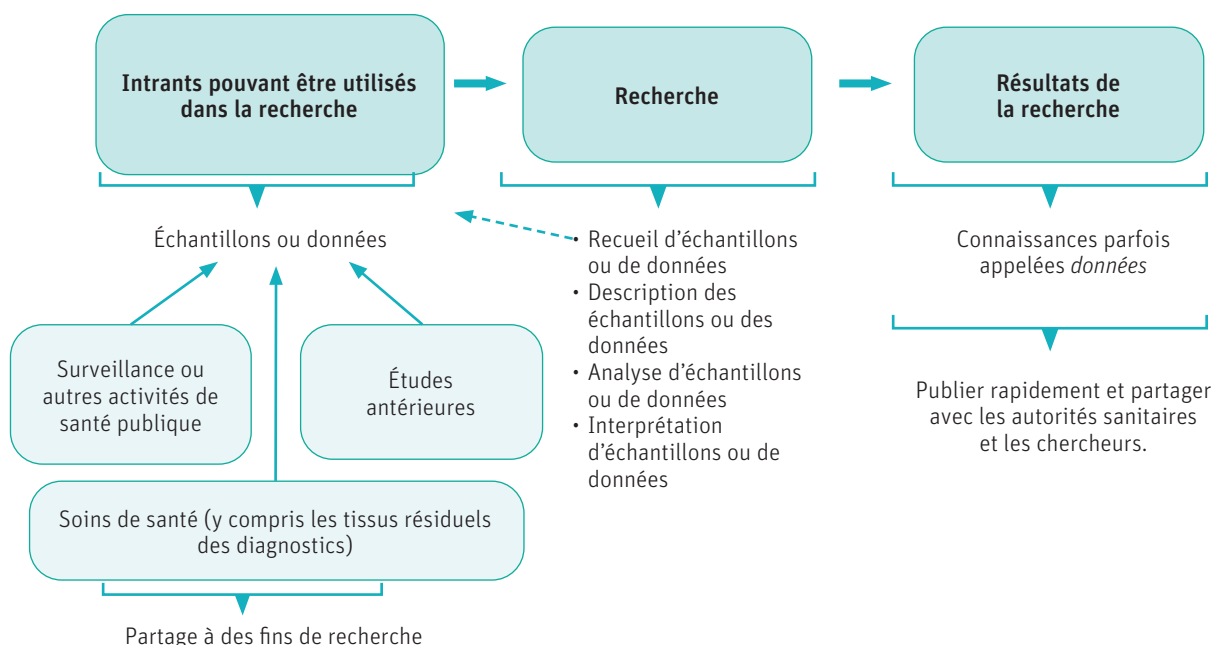 Intrants pouvant être utilisés
dans la recherche
Recherche
Résultats de
la recherche
Échantillons ou données
Surveillance ou
autres activités de
santé publique
Études
antérieures
Soins de santé (y compris les tissus résiduels
des diagnostics)
Partage à des fins de recherche
• Recueil d'échantillons
ou de données
• Description des
échantillons ou des
données
• Analyse d'échantillons
ou de données
• Interprétation
d'échantillons ou de
données
Connaissances parfois
appelées données
Publier rapidement et partager
avec les autorités sanitaires
et les chercheurs.